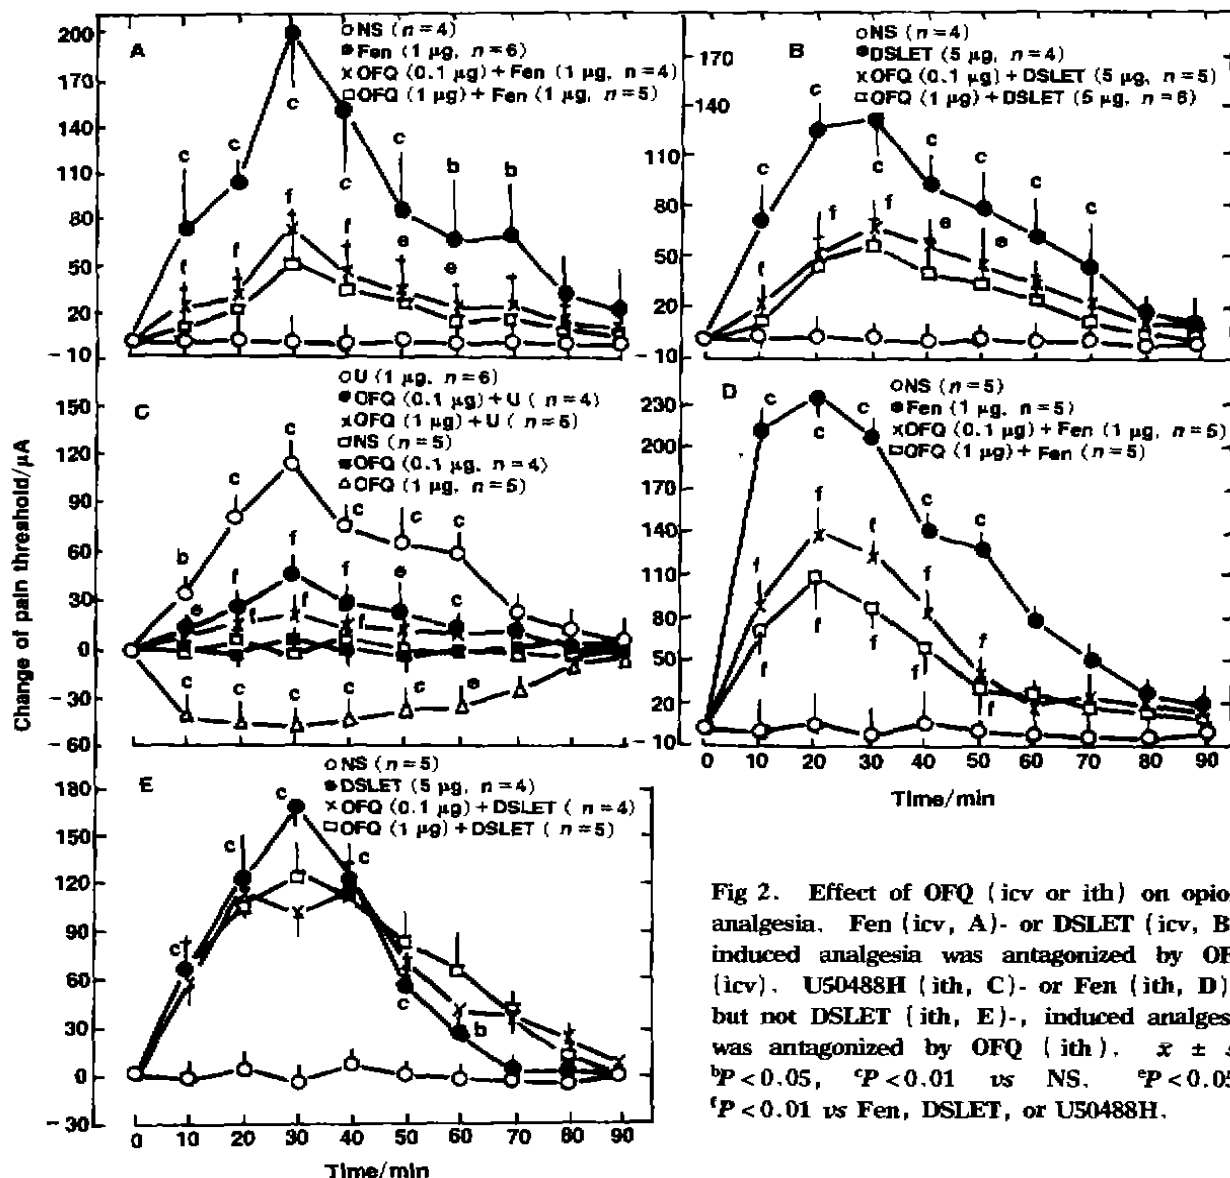 A
NS (n=4)
Fen (1 μg, n=6)
OFQ (0.1 μg) + Fen (1 μg, n=4)
OFQ (1 μg) + Fen (1 μg, n=5)
200
170
140
110
80
50
20
-10
c c c c c b b
f f f f e e
B
NS (n=4)
DSLET (5 μg, n=4)
OFQ (0.1 μg) + DSLET (5 μg, n=5)
OFQ (1 μg) + DSLET (5 μg, n=6)
170
140
110
80
50
20
-10
c c c c c c c
f f f e e
C
U (1 μg, n=6)
OFQ (0.1 μg) + U ( n=4)
OFQ (1 μg) + U ( n=5)
NS (n=5)
OFQ (0.1 μg, n=4)
OFQ (1 μg, n=5)
150
120
90
60
30
0
-30
-60
b c c c c c
e f f f e c
f f f
c c c c c e
D
NS (n=5)
Fen (1 μg, n=5)
OFQ (0.1 μg) + Fen (1 μg, n=5)
OFQ (1 μg) + Fen (n=5)
230
200
170
140
110
80
50
20
-10
c c c c c
f f f f f
f f f f f
0 10 20 30 40 50 60 70 80 90
Time/min
E
NS (n=5)
DSLET (5 μg, n=4)
OFQ (0.1 μg) + DSLET ( n=4)
OFQ (1 μg) + DSLET ( n=5)
180
150
120
90
60
30
0
-30
c c c c c b
0 10 20 30 40 50 60 70 80 90
Time/min
Change of pain threshold/μA
Fig 2. Effect of OFQ (icv or ith) on opio
analgesia. Fen (icv, A)- or DSLET (icv, B
induced analgesia was antagonized by OF
(icv). U50488H (ith, C)- or Fen (ith, D)
but not DSLET (ith, E)-, induced analges
was antagonized by OFQ (ith). x̄ ±
ᵇP<0.05, ᶜP<0.01 vs NS. ᵉP<0.05
ᶠP<0.01 vs Fen, DSLET, or U50488H.